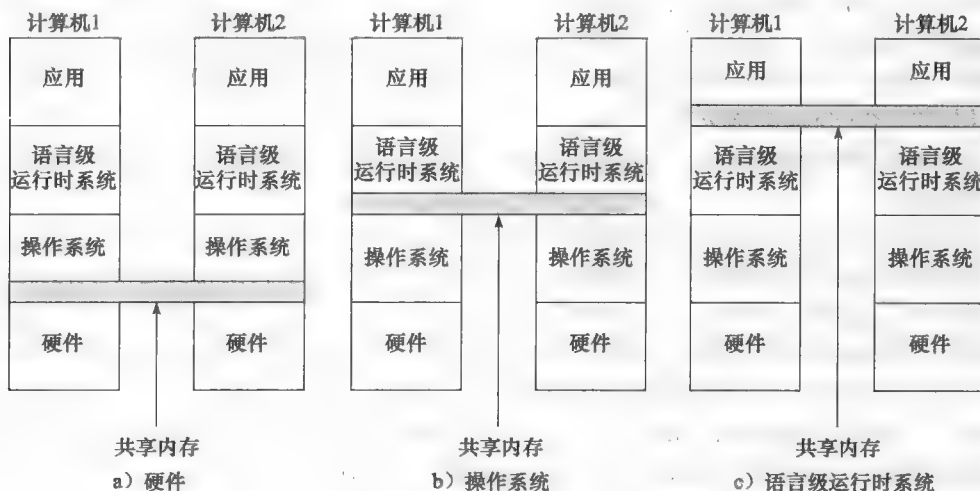 计算机1
计算机2
应用
应用
语言级
运行时系统
语言级
运行时系统
操作系统
操作系统
硬件
硬件
共享内存
a）硬件
计算机1
计算机2
应用
应用
语言级
运行时系统
语言级
运行时系统
操作系统
操作系统
硬件
硬件
共享内存
b）操作系统
计算机1
计算机2
应用
应用
语言级
运行时系统
语言级
运行时系统
操作系统
操作系统
硬件
硬件
共享内存
c）语言级运行时系统